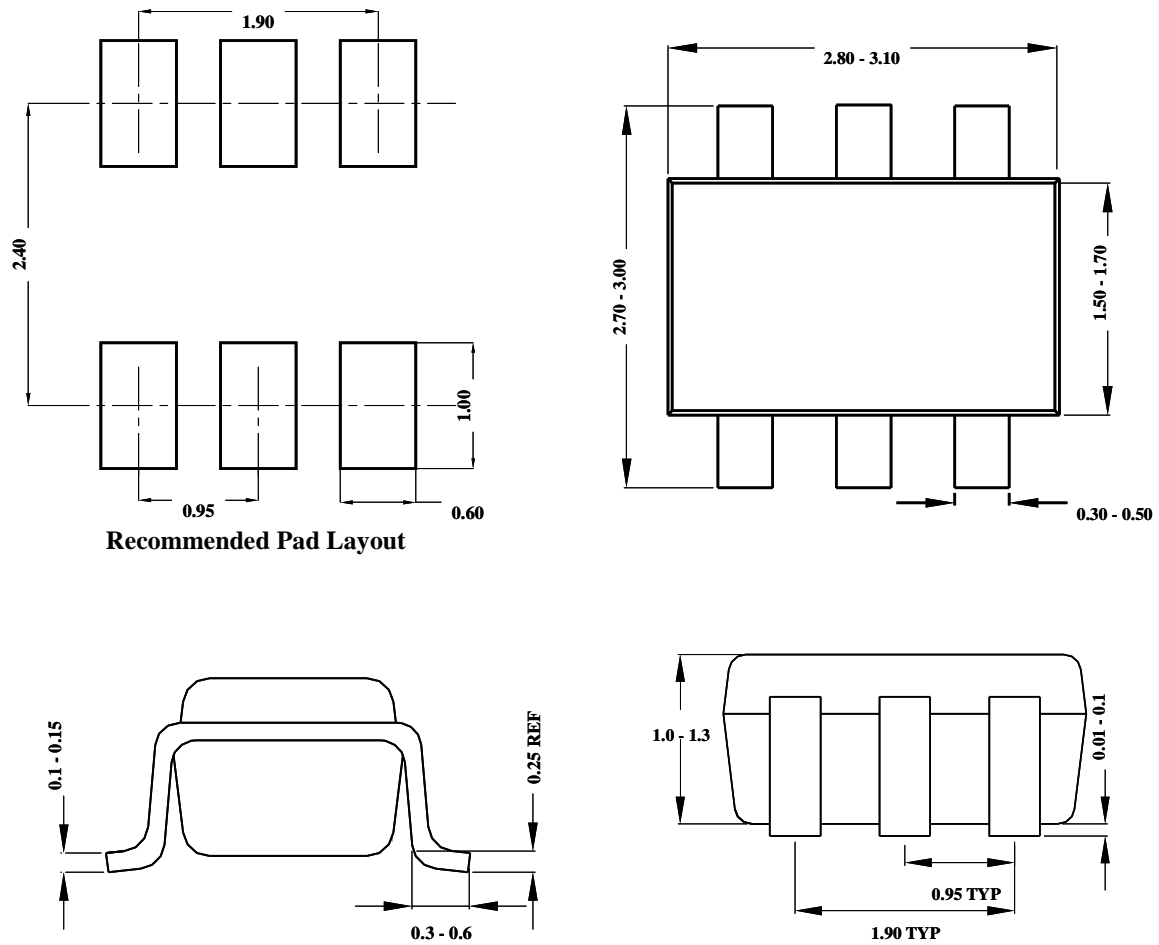 1.90
2.80 - 3.10
2.40
2.70 - 3.00
1.50 - 1.70
1.00
0.95
0.60
0.30 - 0.50
Recommended Pad Layout
0.1 - 0.15
0.25 REF
1.0 - 1.3
0.01 - 0.1
0.3 - 0.6
0.95 TYP
1.90 TYP